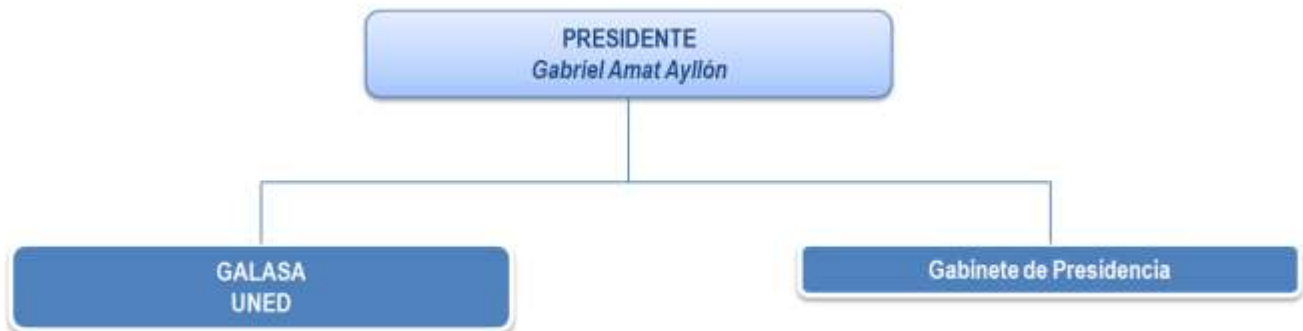 PRESIDENTE
Gabriel Amat Ayllón
GALASA
UNED
Gabinete de Presidencia